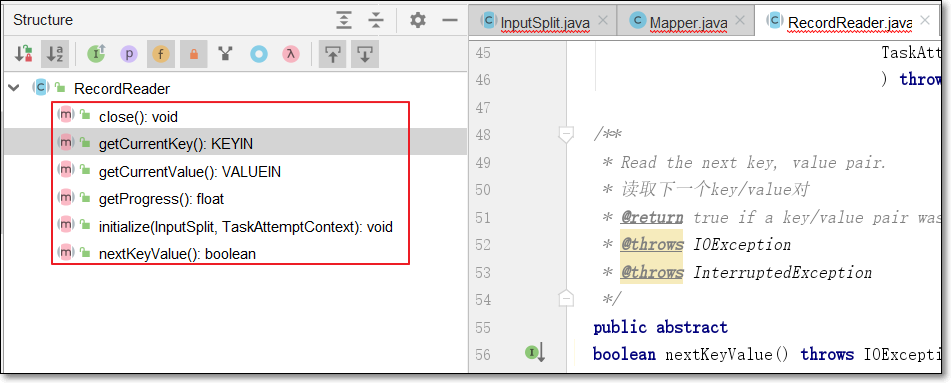 Structure
RecordReader
close(): void
getCurrentKey(): KEYIN
getCurrentValue(): VALUEIN
getProgress(): float
initialize(InputSplit, TaskAttemptContext): void
nextKeyValue(): boolean
InputSplit.java
Mapper.java
RecordReader.java
45 TaskAtt
46 ) throw
47
48 /**
49 * Read the next key, value pair.
50 * 读取下一个key/value对
51 * @return true if a key/value pair was
52 * @throws IOException
53 * @throws InterruptedException
54 */
55 public abstract
56 boolean nextKeyValue() throws IOExcepti